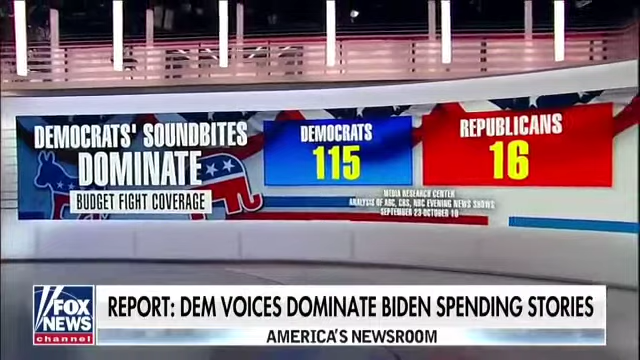 DEMOCRATS' SOUNDBITES
DOMINATE
BUDGET FIGHT COVERAGE
DEMOCRATS
115
REPUBLICANS
16
MEDIA RESEARCH CENTER
ANALYSIS OF ABC, CBS, NBC EVENING NEWS SHOWS
SEPTEMBER 23-OCTOBER 10
FOX
NEWS
channel
REPORT: DEM VOICES DOMINATE BIDEN SPENDING STORIES
AMERICA'S NEWSROOM